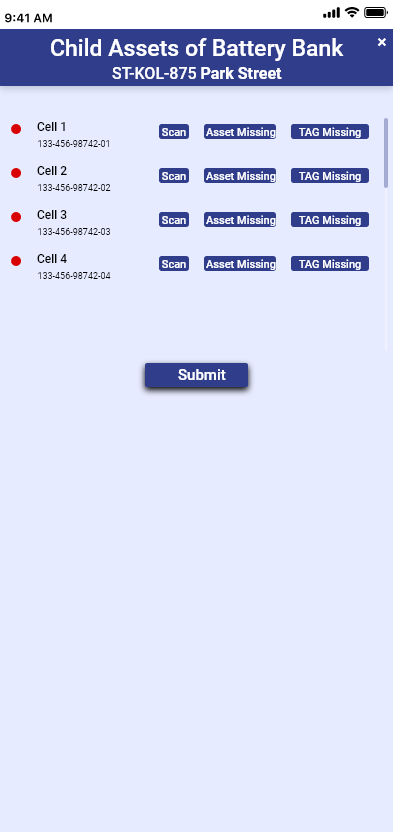 9:41 AM
Child Assets of Battery Bank ×
ST-KOL-875 Park Street
Cell 1 Scan Asset Missing TAG Missing
133-456-98742-01
Cell 2 Scan Asset Missing TAG Missing
133-456-98742-02
Cell 3 Scan Asset Missing TAG Missing
133-456-98742-03
Cell 4 Scan Asset Missing TAG Missing
133-456-98742-04
Submit